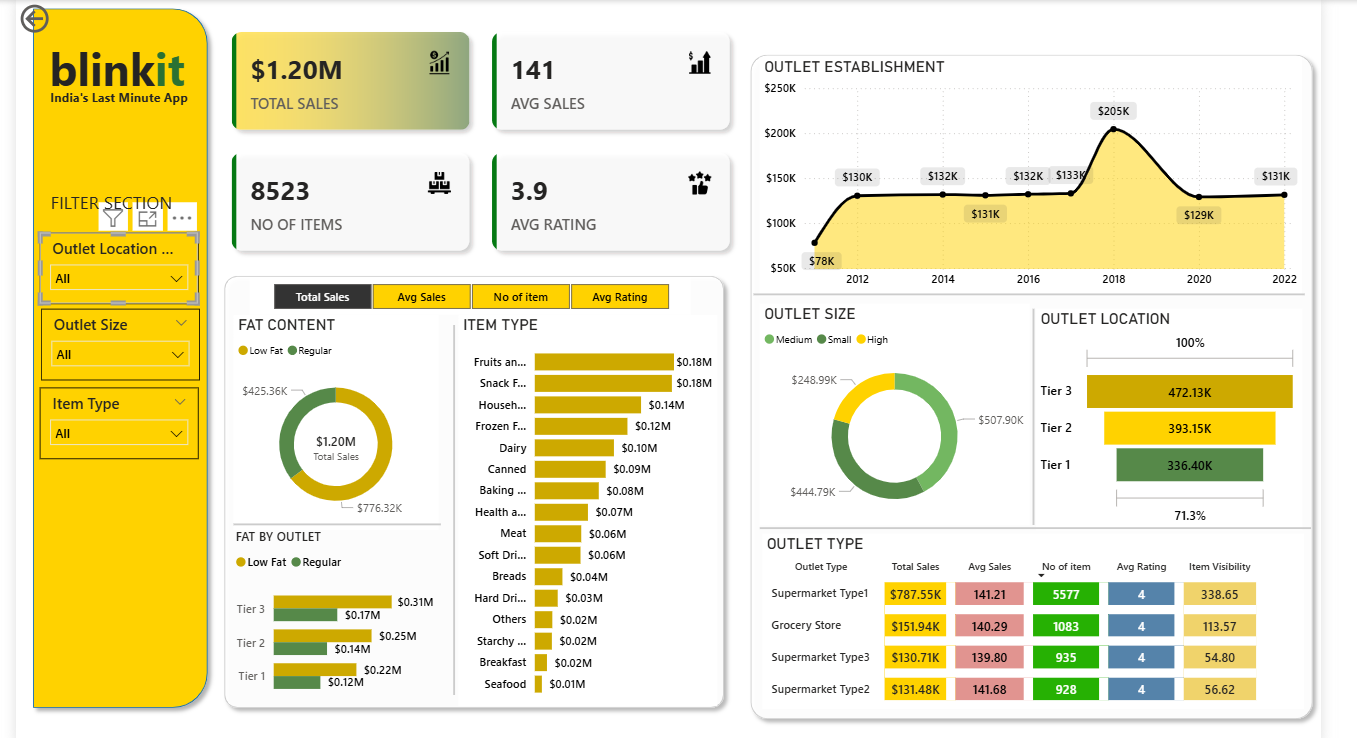 blinkit
India's Last Minute App
FILTER SECTION
Outlet Location ...
All
Outlet Size
All
Item Type
All
$1.20M
TOTAL SALES
141
AVG SALES
8523
NO OF ITEMS
3.9
AVG RATING
Total Sales Avg Sales No of item Avg Rating
FAT CONTENT
Low Fat Regular
$425.36K
$1.20M
Total Sales
$776.32K
FAT BY OUTLET
Low Fat Regular
Tier 3 $0.31M
$0.17M
Tier 2 $0.25M
$0.14M
Tier 1 $0.22M
$0.12M
ITEM TYPE
Fruits an... $0.18M
Snack F... $0.18M
Househ... $0.14M
Frozen F... $0.12M
Dairy $0.10M
Canned $0.09M
Baking ... $0.08M
Health a... $0.07M
Meat $0.06M
Soft Dri... $0.06M
Breads $0.04M
Hard Dri... $0.03M
Others $0.02M
Starchy ... $0.02M
Breakfast $0.02M
Seafood $0.01M
OUTLET ESTABLISHMENT
$250K
$200K
$150K
$100K
$50K
$78K
$130K
$132K
$131K
$132K
$133K
$205K
$129K
$131K
2012 2014 2016 2018 2020 2022
OUTLET SIZE
Medium Small High
$248.99K
$507.90K
$444.79K
OUTLET LOCATION
100%
Tier 3 472.13K
Tier 2 393.15K
Tier 1 336.40K
71.3%
OUTLET TYPE
Outlet Type Total Sales Avg Sales No of item Avg Rating Item Visibility
Supermarket Type1 $787.55K 141.21 5577 4 338.65
Grocery Store $151.94K 140.29 1083 4 113.57
Supermarket Type3 $130.71K 139.80 935 4 54.80
Supermarket Type2 $131.48K 141.68 928 4 56.62